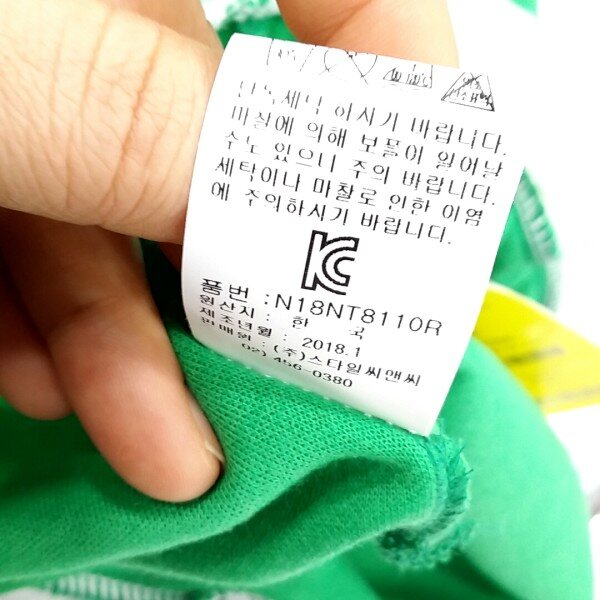 단독세탁 하시기 바랍니다.
마찰에 의해 보풀이 일어날
수도 있으니 주의 바랍니다.
세탁이나 마찰로 인한 이염
에 주의하시기 바랍니다.
KC
품번 : N18NT8110R
원산지 : 한 국
제조년월 : 2018.1
판매원 : (주)스타일씨앤씨
02) 456-0380